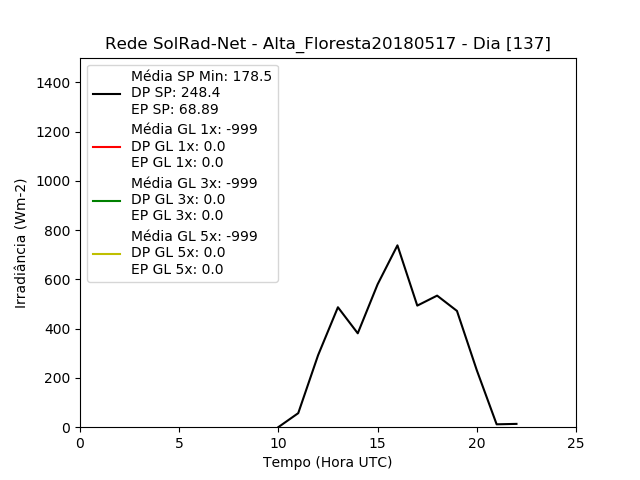 Rede SolRad-Net - Alta_Floresta20180517 - Dia [137]
Média SP Min: 178.5
DP SP: 248.4
EP SP: 68.89
Média GL 1x: -999
DP GL 1x: 0.0
EP GL 1x: 0.0
Média GL 3x: -999
DP GL 3x: 0.0
EP GL 3x: 0.0
Média GL 5x: -999
DP GL 5x: 0.0
EP GL 5x: 0.0
Irradiância (Wm-2)
1400
1200
1000
800
600
400
200
0
0 5 10 15 20 25
Tempo (Hora UTC)